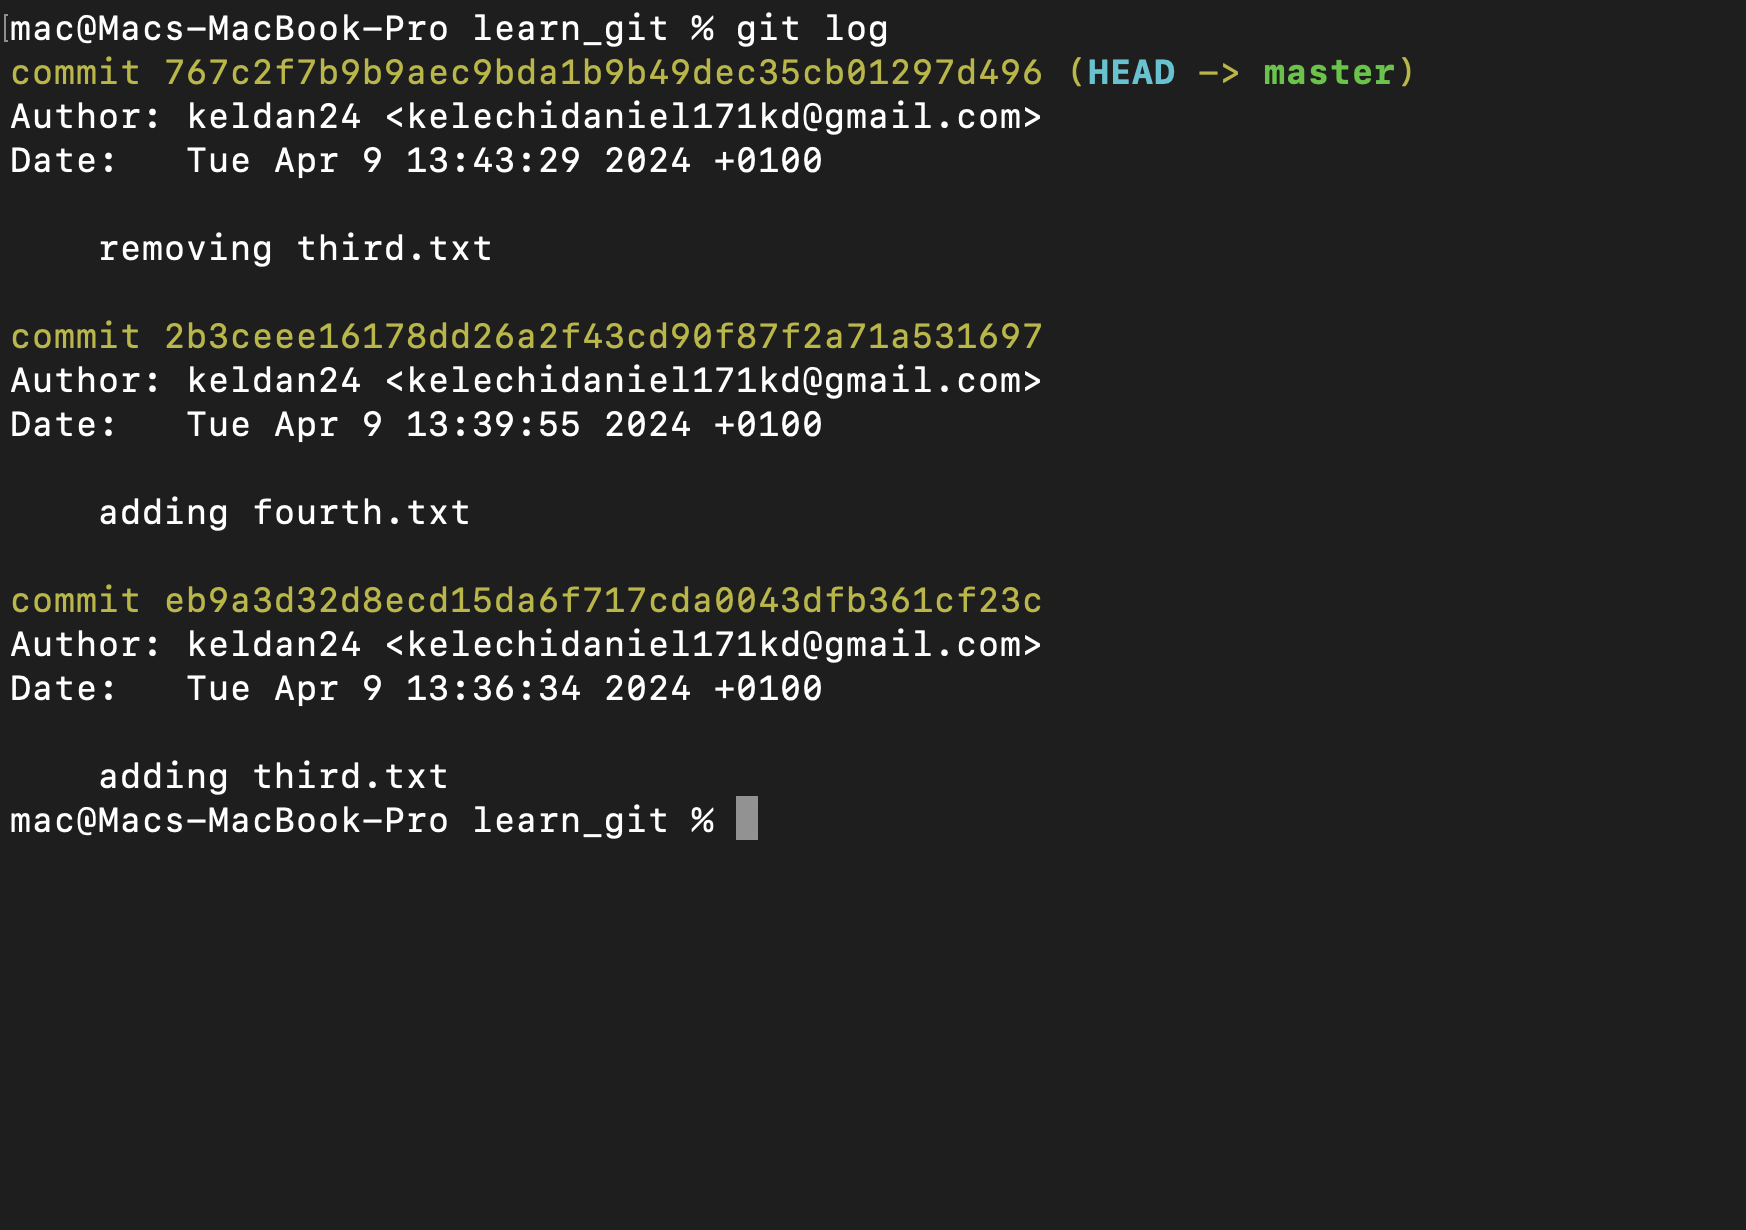 [mac@Macs-MacBook-Pro learn_git % git log
commit 767c2f7b9b9aec9bda1b9b49dec35cb01297d496 (HEAD -> master)
Author: keldan24 <kelechidaniel171kd@gmail.com>
Date:   Tue Apr 9 13:43:29 2024 +0100
    removing third.txt
commit 2b3ceee16178dd26a2f43cd90f87f2a71a531697
Author: keldan24 <kelechidaniel171kd@gmail.com>
Date:   Tue Apr 9 13:39:55 2024 +0100
    adding fourth.txt
commit eb9a3d32d8ecd15da6f717cda0043dfb361cf23c
Author: keldan24 <kelechidaniel171kd@gmail.com>
Date:   Tue Apr 9 13:36:34 2024 +0100
    adding third.txt
mac@Macs-MacBook-Pro learn_git %